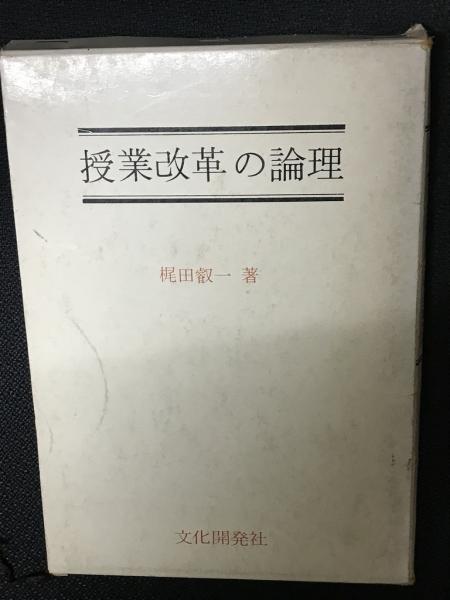 授業改革の論理
梶田叡一 著
文化開発社